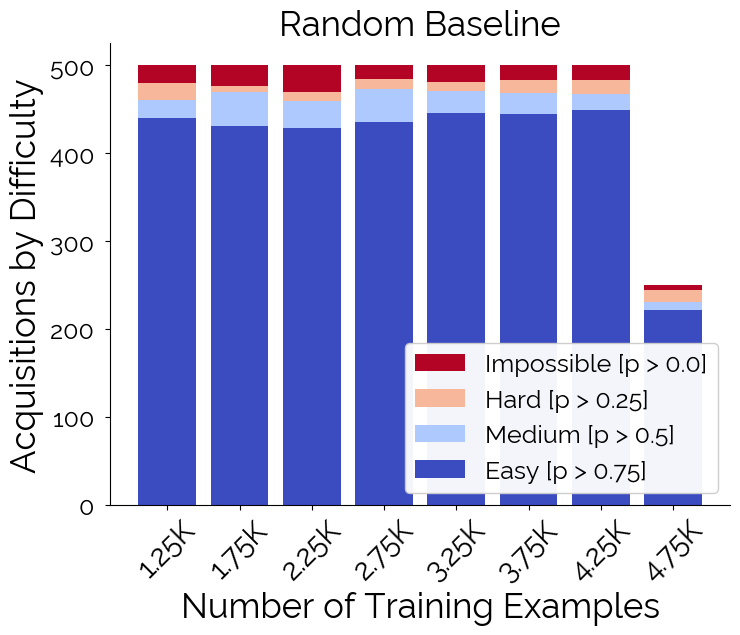 Random Baseline
Acquisitions by Difficulty
500
400
300
200
100
0
Impossible [p > 0.0]
Hard [p > 0.25]
Medium [p > 0.5]
Easy [p > 0.75]
1.25K
1.75K
2.25K
2.75K
3.25K
3.75K
4.25K
4.75K
Number of Training Examples